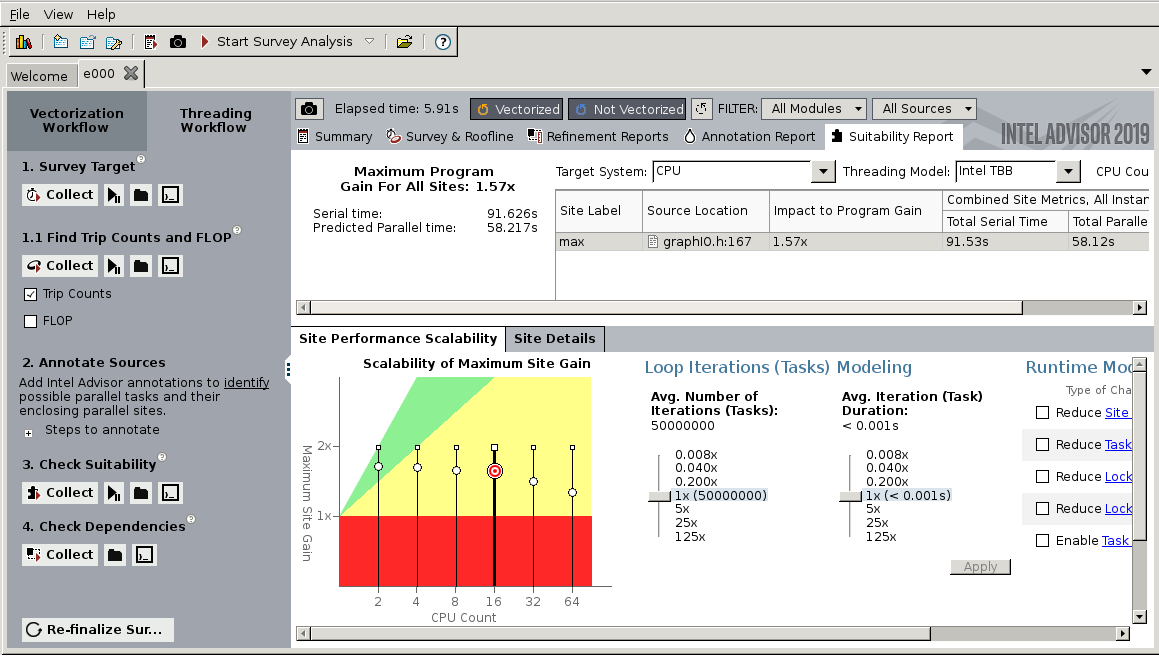 File View Help
Start Survey Analysis
Welcome e000
Vectorization Workflow
Threading Workflow
1. Survey Target ?
Collect
1.1 Find Trip Counts and FLOP ?
Collect
Trip Counts
FLOP
2. Annotate Sources
Add Intel Advisor annotations to identify
possible parallel tasks and their
enclosing parallel sites.
Steps to annotate
3. Check Suitability ?
Collect
4. Check Dependencies ?
Collect
Re-finalize Sur...
Elapsed time: 5.91s Vectorized Not Vectorized FILTER: All Modules All Sources
Summary Survey & Roofline Refinement Reports Annotation Report Suitability Report INTEL ADVISOR 2019
Maximum Program
Gain For All Sites: 1.57x
Serial time: 91.626s
Predicted Parallel time: 58.217s
Target System: CPU Threading Model: Intel TBB CPU Cou
Site Label Source Location Impact to Program Gain Combined Site Metrics, All Instan
Total Serial Time Total Paralle
max graphIO.h:167 1.57x 91.53s 58.12s
Site Performance Scalability Site Details
Scalability of Maximum Site Gain
Maximum Site Gain
2x
1x
2 4 8 16 32 64
CPU Count
Loop Iterations (Tasks) Modeling
Avg. Number of
Iterations (Tasks):
50000000
0.008x
0.040x
0.200x
1x (50000000)
5x
25x
125x
Avg. Iteration (Task)
Duration:
< 0.001s
0.008x
0.040x
0.200x
1x (< 0.001s)
5x
25x
125x
Apply
Runtime Mod
Type of Cha
Reduce Site
Reduce Task
Reduce Lock
Reduce Lock
Enable Task